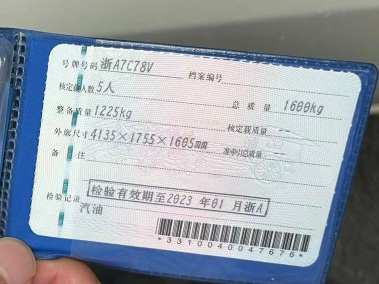 号牌号码 浙A7C78V 档案编号
核定载人数 5人 总质量 1600kg
整备质量 1225kg 核定载质量 --
外廓尺寸 4135×1755×1605mm 准牵引总质量 --
备 注
检验有效期至2023 年01 月浙A
检验记录
汽油
*3310040047676*